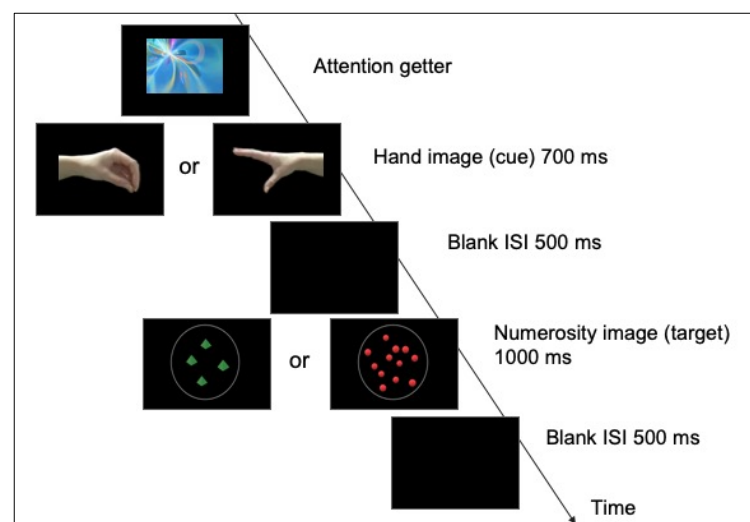 Attention getter
or
Hand image (cue) 700 ms
Blank ISI 500 ms
or
Numerosity image (target)
1000 ms
Blank ISI 500 ms
Time